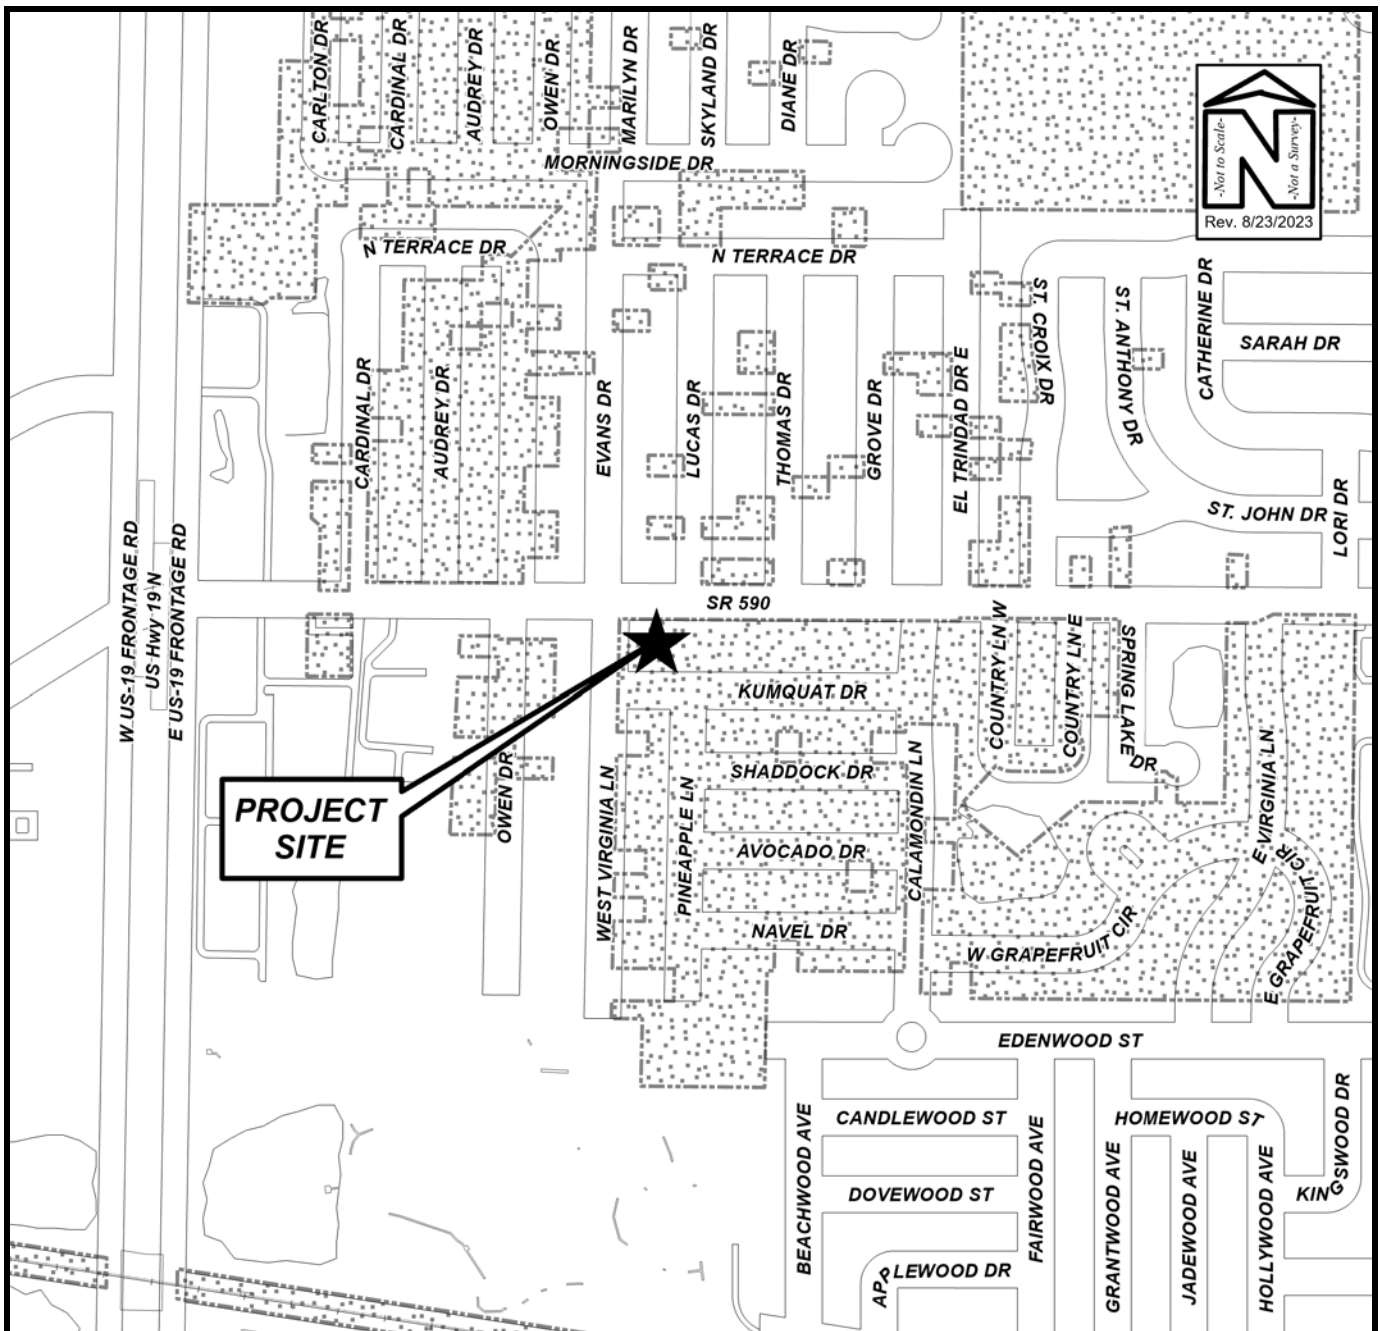 CARLTON DR
CARDINAL DR
AUDREY DR
OWEN DR
MARILYN DR
SKYLAND DR
DIANE DR
MORNINGSIDE DR
-Not to Scale-
N
-Not a Survey-
Rev. 8/23/2023
N TERRACE DR
N TERRACE DR
CARDINAL DR
AUDREY DR
EVANS DR
LUCAS DR
THOMAS DR
GROVE DR
EL TRINDAD DR E
ST. CROIX DR
ST. ANTHONY DR
CATHERINE DR
SARAH DR
ST. JOHN DR
LORI DR
W US-19 FRONTAGE RD
US Hwy 19 N
E US-19 FRONTAGE RD
SR 590
KUMQUAT DR
SHADDOCK DR
AVOCADO DR
NAVEL DR
COUNTRY LN W
COUNTRY LN E
SPRING LAKE DR
PROJECT
SITE
OWEN DR
WEST VIRGINIA LN
PINEAPPLE LN
CALAMONDIN LN
E VIRGINIA LN
W GRAPEFRUIT CIR
E GRAPEFRUIT CIR
EDENWOOD ST
CANDLEWOOD ST
HOMEWOOD ST
DOVEWOOD ST
APPLEWOOD DR
BEACHWOOD AVE
FAIRWOOD AVE
GRANTWOOD AVE
JADEWOOD AVE
HOLLYWOOD AVE
KINGSWOOD DR